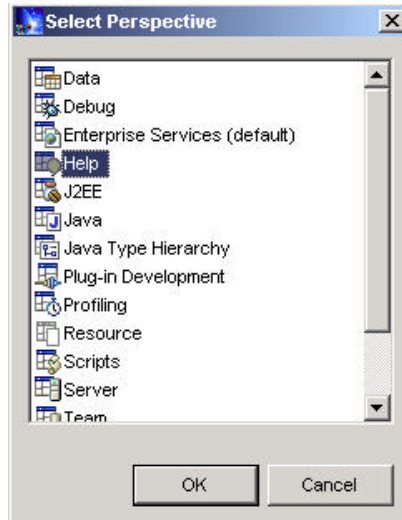 Select Perspective
Data
Debug
Enterprise Services (default)
Help
J2EE
Java
Java Type Hierarchy
Plug-in Development
Profiling
Resource
Scripts
Server
Team
OK Cancel